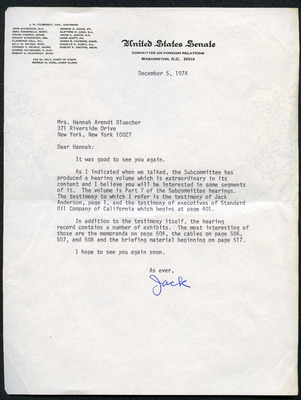 J. W. FULBRIGHT, ARK., CHAIRMAN
United States Senate
COMMITTEE ON FOREIGN RELATIONS
WASHINGTON, D.C. 20510
December 5, 1974
Mrs. Hannah Arendt Bluecher
371 Riverside Drive
New York, New York 10027
Dear Hannah:
It was good to see you again.
As I indicated when we talked, the Subcommittee has
produced a hearing volume which is extraordinary in its
content and I believe you will be interested in some segments
of it. The volume is Part 7 of the Subcommittee hearings.
The testimony to which I refer is the testimony of Jack
Anderson, page 1, and the testimony of executives of Standard
Oil Company of California which begins at page 401.
In addition to the testimony itself, the hearing
record contains a number of exhibits. The most interesting of
those are the memoranda on page 504, the cables on page 506,
507, and 508 and the briefing material beginning on page 517.
I hope to see you again soon.
As ever,
Jack